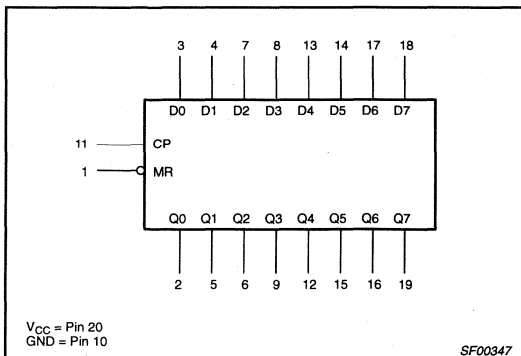 3 4 7 8 13 14 17 18
D0 D1 D2 D3 D4 D5 D6 D7
11 CP
1 MR
Q0 Q1 Q2 Q3 Q4 Q5 Q6 Q7
2 5 6 9 12 15 16 19
VCC = Pin 20
GND = Pin 10
SF00347